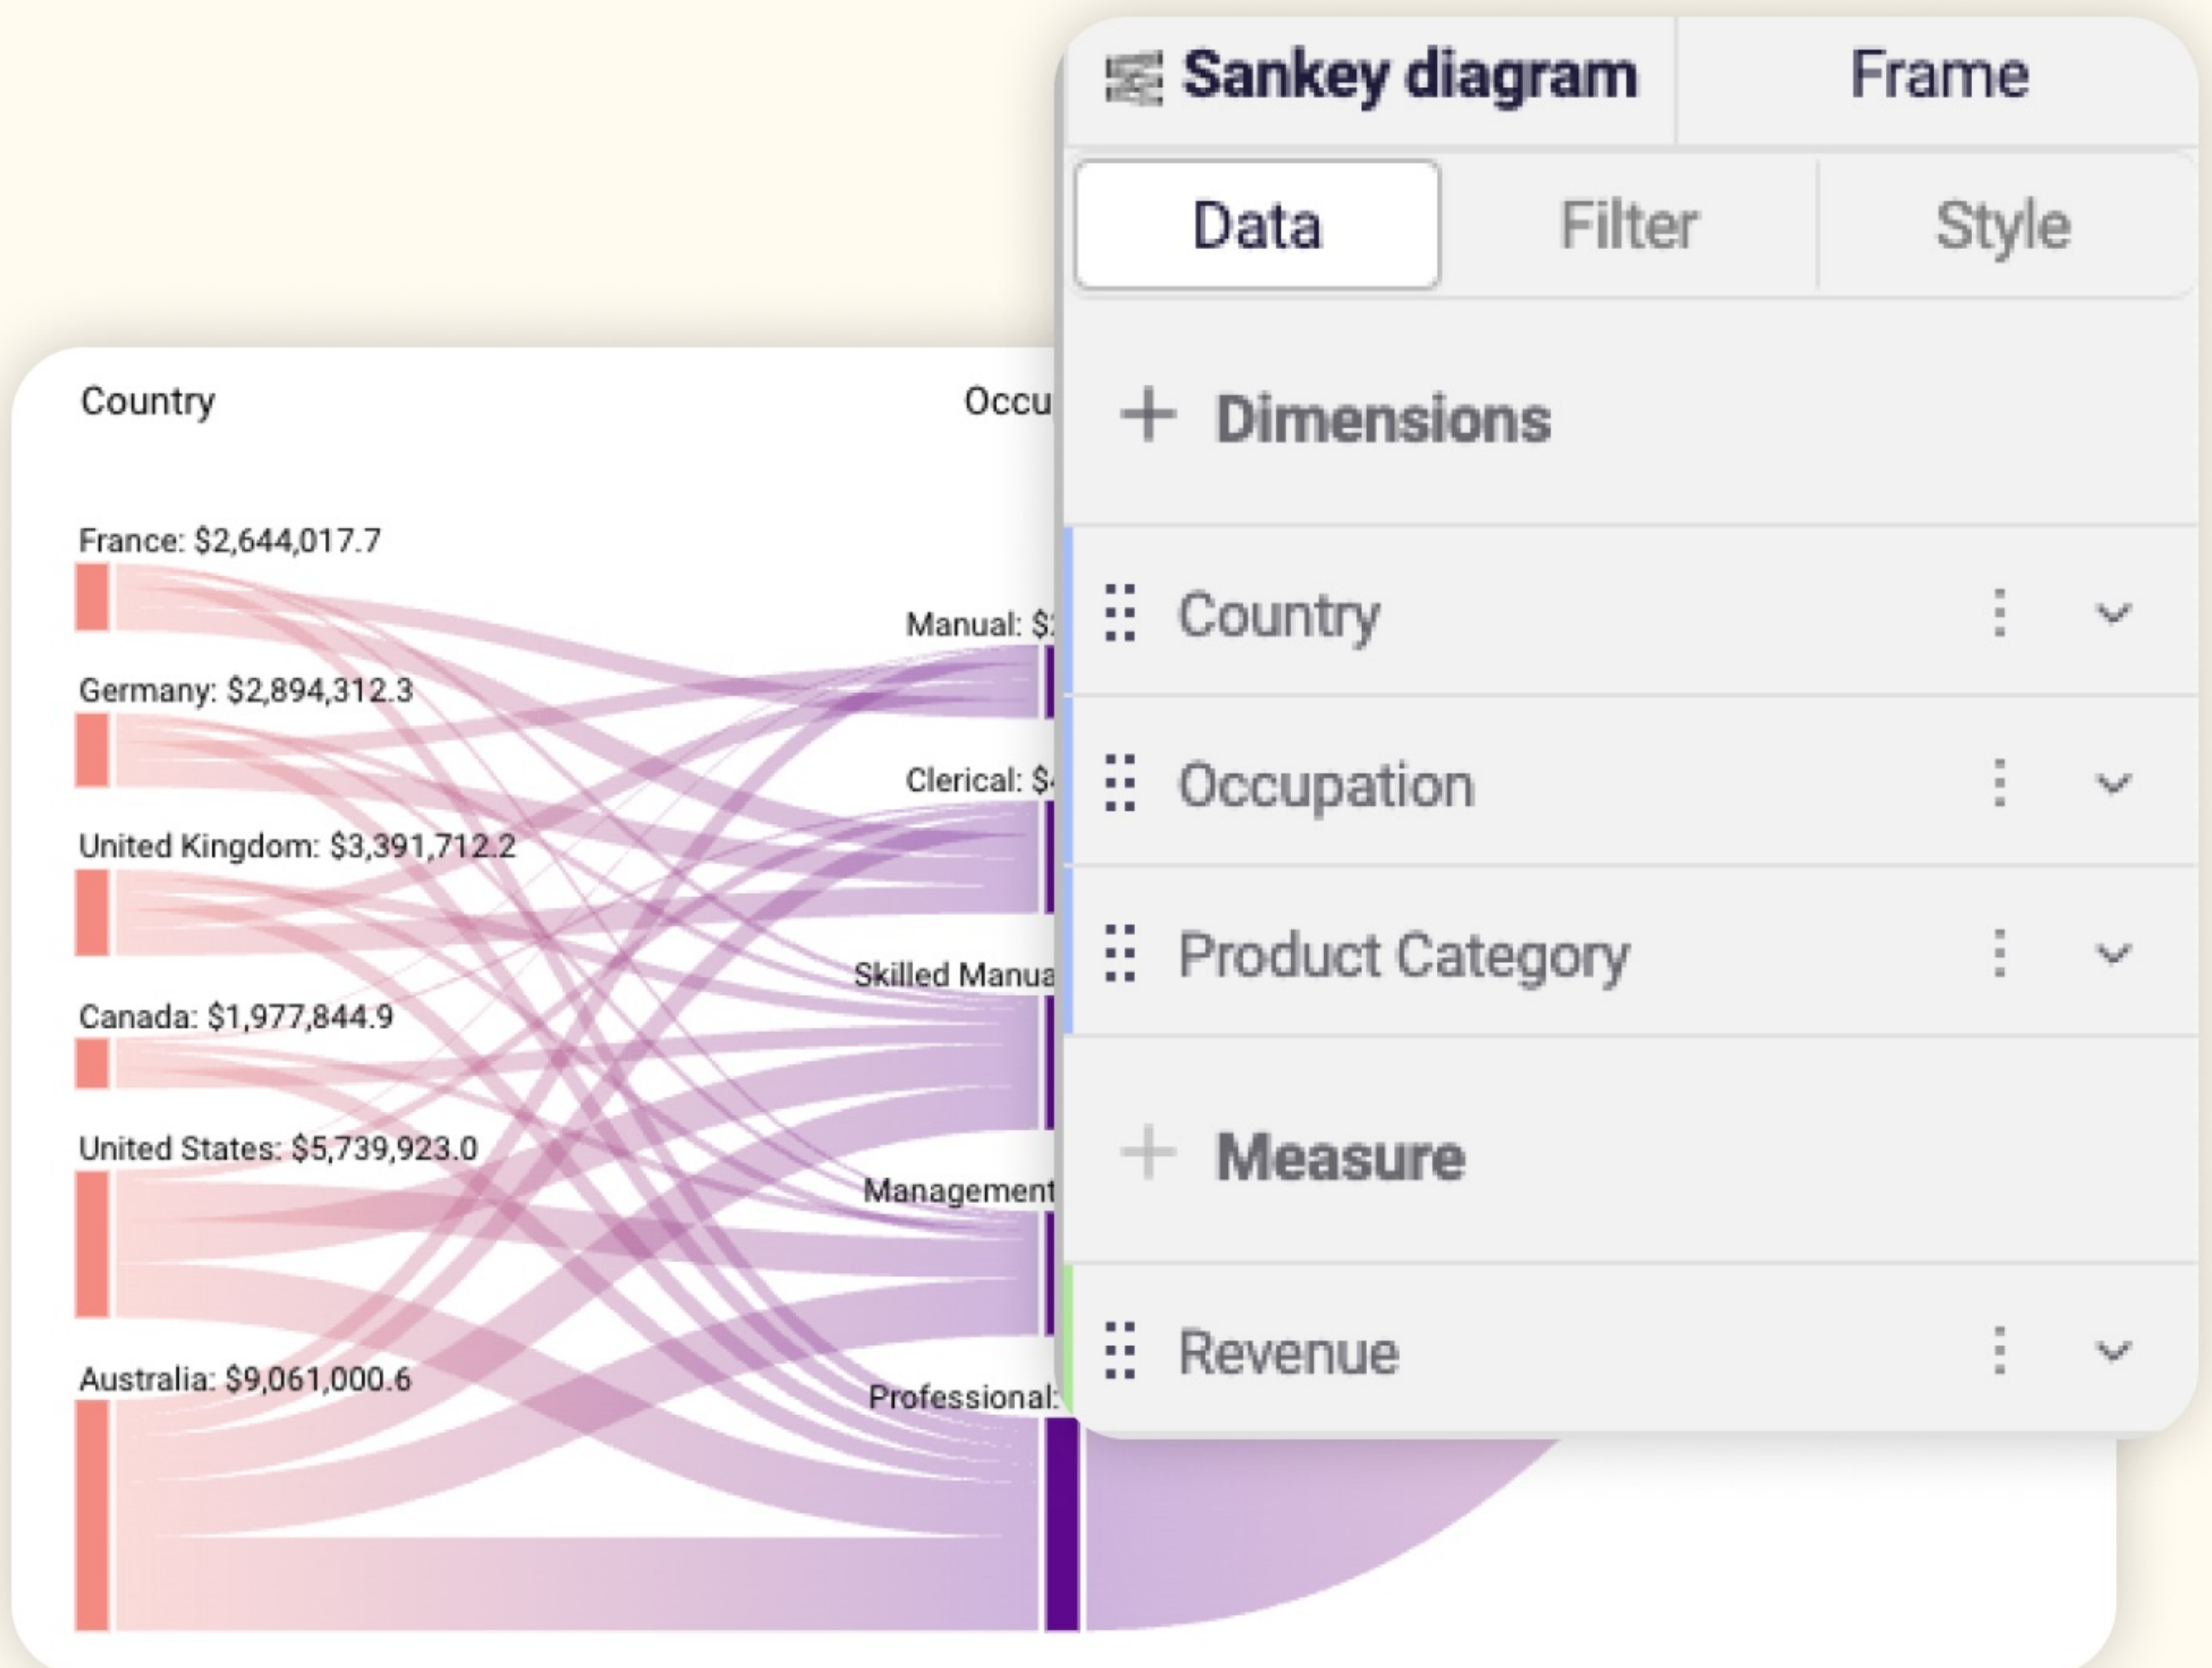 Sankey diagram
Frame
Data
Filter
Style
Dimensions
Country
Occupation
Product Category
Measure
Revenue
Country
Occu
France: $2,644,017.7
Manual: $
Germany: $2,894,312.3
Clerical: $
United Kingdom: $3,391,712.2
Skilled Manua
Canada: $1,977,844.9
United States: $5,739,923.0
Management
Australia: $9,061,000.6
Professional: